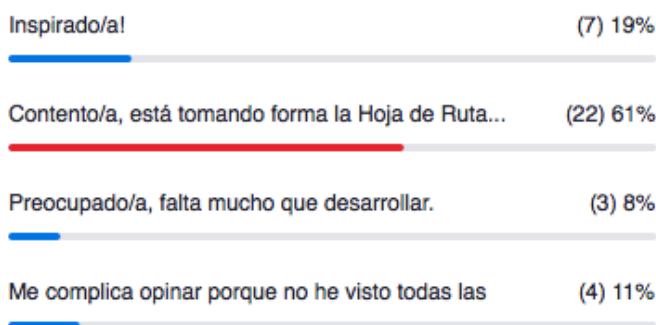 Inspirado/a! (7) 19%
Contento/a, está tomando forma la Hoja de Ruta... (22) 61%
Preocupado/a, falta mucho que desarrollar. (3) 8%
Me complica opinar porque no he visto todas las (4) 11%